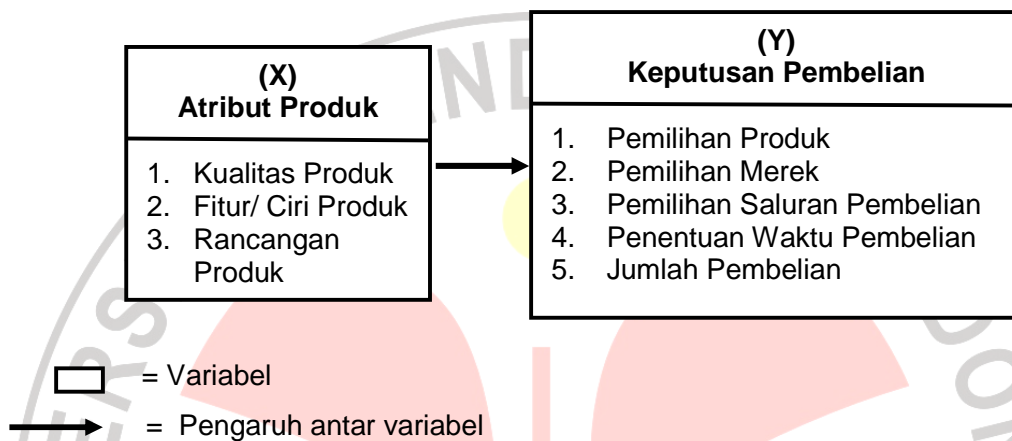 (X)
Atribut Produk
1. Kualitas Produk
2. Fitur/ Ciri Produk
3. Rancangan
Produk
(Y)
Keputusan Pembelian
1. Pemilihan Produk
2. Pemilihan Merek
3. Pemilihan Saluran Pembelian
4. Penentuan Waktu Pembelian
5. Jumlah Pembelian
= Variabel
= Pengaruh antar variabel